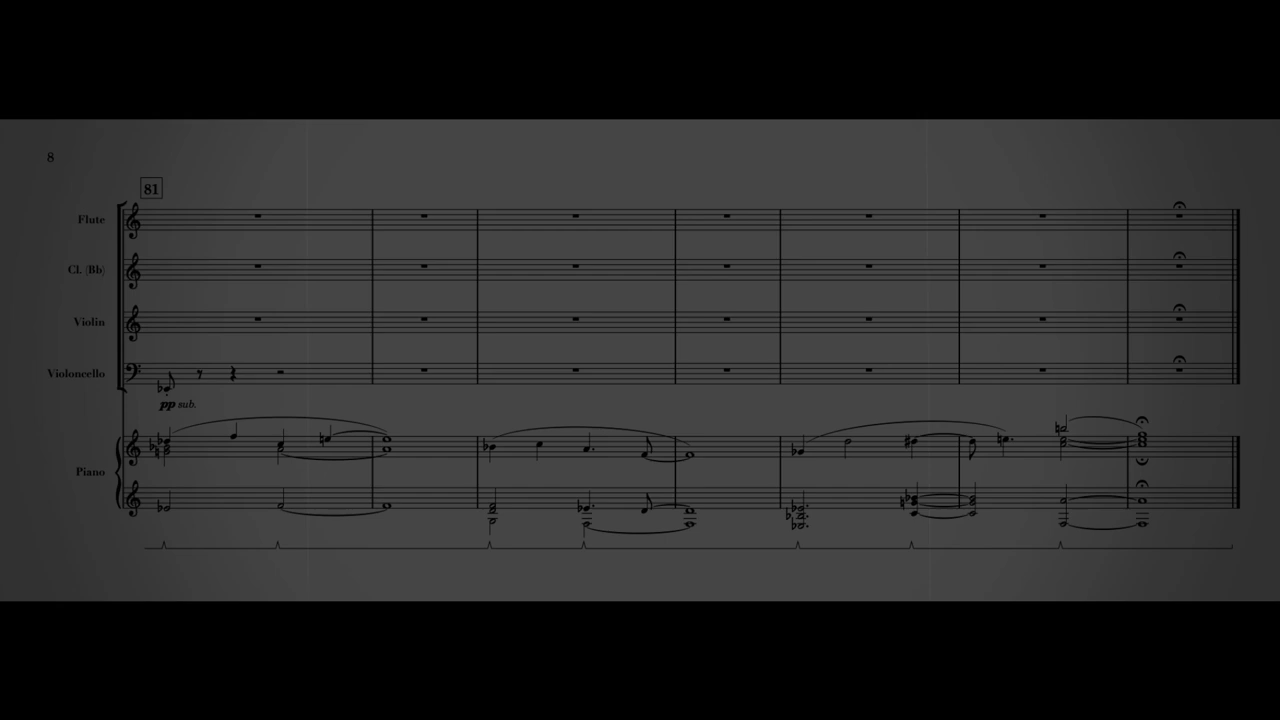 8
81
Flute
Cl. (Bb)
Violin
Violoncello
pp sub.
Piano